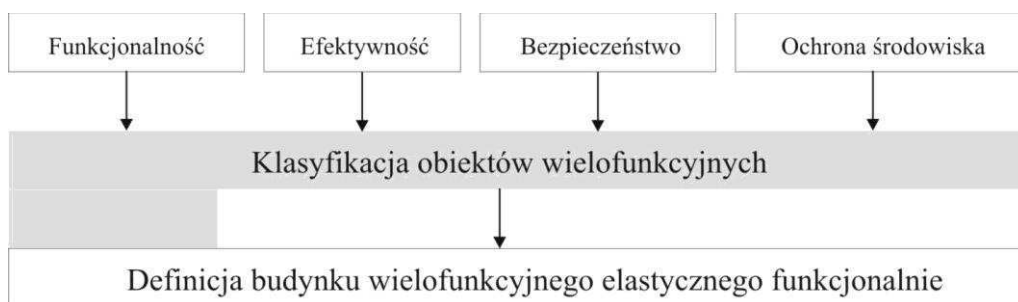 Funkcjonalność
Efektywność
Bezpieczeństwo
Ochrona środowiska
Klasyfikacja obiektów wielofunkcyjnych
Definicja budynku wielofunkcyjnego elastycznego funkcjonalnie